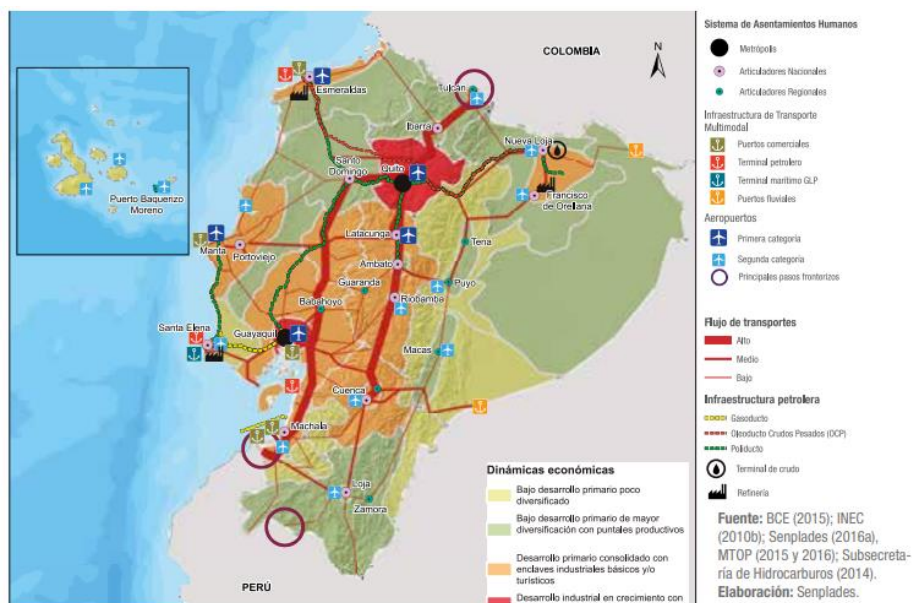 COLOMBIA
N
Esmeraldas
Tulcán
Ibarra
Nueva Loja
Santo
Domingo
Quito
Francisco
de Orellana
Puerto Baquerizo
Moreno
Latacunga
Tena
Manta
Portoviejo
Ambato
Guaranda
Puyo
Riobamba
Babahoyo
Santa Elena
Guayaquil
Macas
Cuenca
Machala
Loja
Zamora
PERÚ
Dinámicas económicas
Bajo desarrollo primario poco
diversificado
Bajo desarrollo primario de mayor
diversificación con puntales productivos
Desarrollo primario consolidado con
enclaves industriales básicos y/o
turísticos
Desarrollo industrial en crecimiento con
Sistema de Asentamientos Humanos
Metrópolis
Articuladores Nacionales
Articuladores Regionales
Infraestructura de Transporte
Multimodal
Puertos comerciales
Terminal petrolero
Terminal marítimo GLP
Puertos fluviales
Aeropuertos
Primera categoría
Segunda categoría
Principales pasos fronterizos
Flujo de transportes
Alto
Medio
Bajo
Infraestructura petrolera
Gasoducto
Oleoducto Crudos Pesados (OCP)
Poliducto
Terminal de crudo
Refinería
Fuente: BCE (2015); INEC
(2010b); Senplades (2016a),
MTOP (2015 y 2016); Subsecreta-
ría de Hidrocarburos (2014).
Elaboración: Senplades.